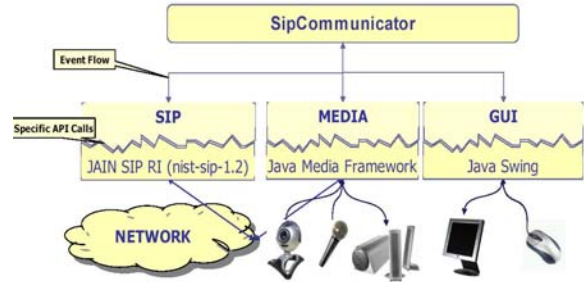 SipCommunicator
Event Flow
SIP
MEDIA
GUI
Specific API Calls
JAIN SIP RI (nist-sip-1.2)
Java Media Framework
Java Swing
NETWORK